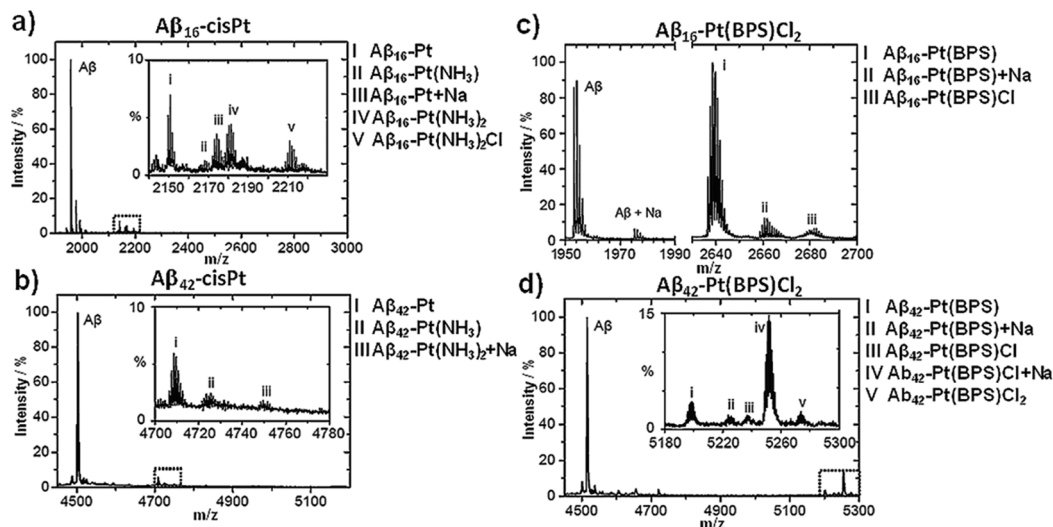 a) Aβ₁₆-cisPt
I Aβ₁₆-Pt
II Aβ₁₆-Pt(NH₃)
III Aβ₁₆-Pt+Na
IV Aβ₁₆-Pt(NH₃)₂
V Aβ₁₆-Pt(NH₃)₂Cl
Intensity / %
100
80
60
40
20
0
Aβ
10
%
0
i
ii
iii
iv
v
2150 2170 2190 2210
2000 2200 2400 2600 2800 3000
m/z
c) Aβ₁₆-Pt(BPS)Cl₂
I Aβ₁₆-Pt(BPS)
II Aβ₁₆-Pt(BPS)+Na
III Aβ₁₆-Pt(BPS)Cl
Intensity / %
100
80
60
40
20
0
Aβ
Aβ + Na
i
ii
iii
1950 1970 1990 2640 2660 2680 2700
m/z
b) Aβ₄₂-cisPt
I Aβ₄₂-Pt
II Aβ₄₂-Pt(NH₃)
III Aβ₄₂-Pt(NH₃)₂+Na
Intensity / %
100
80
60
40
20
0
Aβ
10
%
0
i
ii
iii
4700 4720 4740 4760 4780
4500 4700 4900 5100
m/z
d) Aβ₄₂-Pt(BPS)Cl₂
I Aβ₄₂-Pt(BPS)
II Aβ₄₂-Pt(BPS)+Na
III Aβ₄₂-Pt(BPS)Cl
IV Ab₄₂-Pt(BPS)Cl+Na
V Ab₄₂-Pt(BPS)Cl₂
Intensity / %
100
80
60
40
20
0
Aβ
15
%
0
i
ii
iii
iv
v
5180 5220 5260 5300
4500 4700 4900 5100 5300
m/z